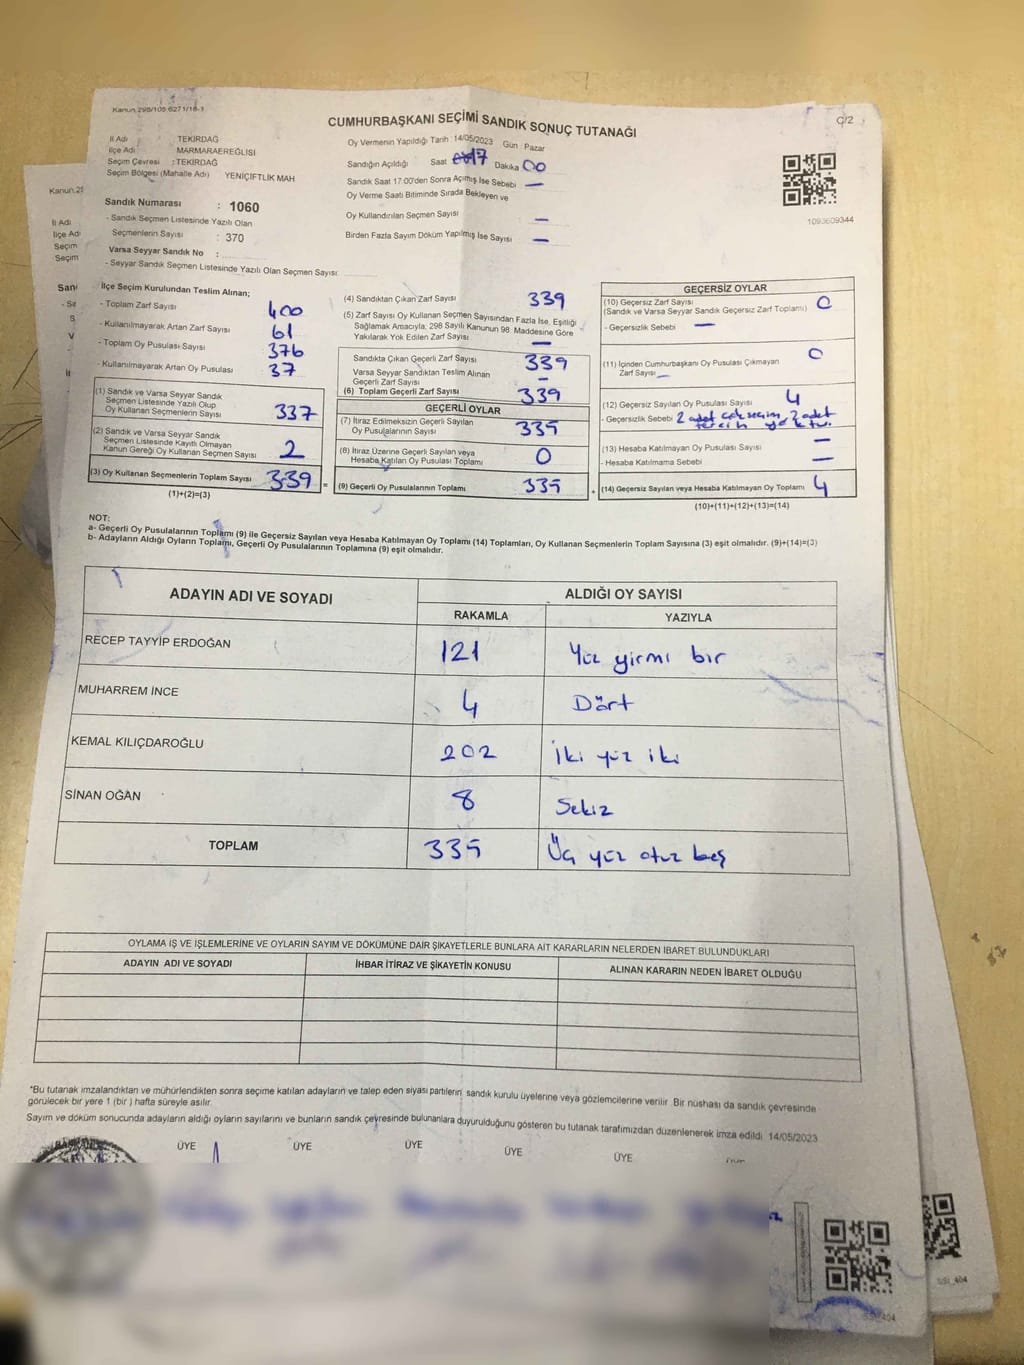 Kanun 298/105 6271/16-1
CUMHURBAŞKANI SEÇİMİ SANDIK SONUÇ TUTANAĞI
C/2
İl Adı : TEKİRDAĞ
İlçe Adı : MARMARAEREĞLİSİ
Seçim Çevresi : TEKİRDAĞ
Seçim Bölgesi (Mahalle Adı) YENİÇİFTLİK MAH
Sandık Numarası : 1060
- Sandık Seçmen Listesinde Yazılı Olan
Seçmenlerin Sayısı : 370
Varsa Seyyar Sandık No :
- Seyyar Sandık Seçmen Listesinde Yazılı Olan Seçmen Sayısı:
Oy Vermenin Yapıldığı Tarih 14/05/2023 Gün Pazar
Sandığın Açıldığı Saat 17 Dakika 00
Sandık Saat 17:00'den Sonra Açılmış İse Sebebi —
Oy Verme Saati Bitiminde Sırada Bekleyen ve
Oy Kullandırılan Seçmen Sayısı —
Birden Fazla Sayım Döküm Yapılmış İse Sayısı —
1093609344
Kanun 29
İl Adı
İlçe Ad
Seçim
Seçim
İlçe Seçim Kurulundan Teslim Alınan;
- Toplam Zarf Sayısı 400
- Kullanılmayarak Artan Zarf Sayısı 61
- Toplam Oy Pusulası Sayısı 376
- Kullanılmayarak Artan Oy Pusulası 37
(1) Sandık ve Varsa Seyyar Sandık
Seçmen Listesinde Yazılı Olup
Oy Kullanan Seçmenlerin Sayısı 337
(2) Sandık ve Varsa Seyyar Sandık
Seçmen Listesinde Kayıtlı Olmayan
Kanun Gereği Oy Kullanan Seçmen Sayısı 2
(3) Oy Kullanan Seçmenlerin Toplam Sayısı 339 =
(1)+(2)=(3)
(4) Sandıktan Çıkan Zarf Sayısı 339
(5) Zarf Sayısı Oy Kullanan Seçmen Sayısından Fazla İse, Eşitliği
Sağlamak Amacıyla, 298 Sayılı Kanunun 98. Maddesine Göre
Yakılarak Yok Edilen Zarf Sayısı —
Sandıkta Çıkan Geçerli Zarf Sayısı 339
Varsa Seyyar Sandıktan Teslim Alınan
Geçerli Zarf Sayısı —
(6) Toplam Geçerli Zarf Sayısı 339
GEÇERLİ OYLAR
(7) İtiraz Edilmeksizin Geçerli Sayılan
Oy Pusulalarının Sayısı 335
(8) İtiraz Üzerine Geçerli Sayılan veya
Hesaba Katılan Oy Pusulası Toplamı 0
(9) Geçerli Oy Pusulalarının Toplamı 335 +
GEÇERSİZ OYLAR
(10) Geçersiz Zarf Sayısı 0
(Sandık ve Varsa Seyyar Sandık Geçersiz Zarf Toplamı)
- Geçersizlik Sebebi —
(11) İçinden Cumhurbaşkanı Oy Pusulası Çıkmayan 0
Zarf Sayısı —
(12) Geçersiz Sayılan Oy Pusulası Sayısı 4
- Geçersizlik Sebebi 2 adet çok seçim, 2 adet
tercih yoktur.
(13) Hesaba Katılmayan Oy Pusulası Sayısı —
- Hesaba Katılmama Sebebi —
(14) Geçersiz Sayılan veya Hesaba Katılmayan Oy Toplamı 4
(10)+(11)+(12)+(13)=(14)
NOT:
a- Geçerli Oy Pusulalarının Toplamı (9) ile Geçersiz Sayılan veya Hesaba Katılmayan Oy Toplamı (14) Toplamları, Oy Kullanan Seçmenlerin Toplam Sayısına (3) eşit olmalıdır. (9)+(14)=(3)
b- Adayların Aldığı Oyların Toplamı, Geçerli Oy Pusulalarının Toplamına (9) eşit olmalıdır.
ADAYIN ADI VE SOYADI
ALDIĞI OY SAYISI
RAKAMLA YAZIYLA
RECEP TAYYİP ERDOĞAN 121 Yüz yirmi bir
MUHARREM İNCE 4 Dört
KEMAL KILIÇDAROĞLU 202 İki yüz iki
SİNAN OĞAN 8 Sekiz
TOPLAM 335 Üç yüz otuz beş
OYLAMA İŞ VE İŞLEMLERİNE VE OYLARIN SAYIM VE DÖKÜMÜNE DAİR ŞİKAYETLERLE BUNLARA AİT KARARLARIN NELERDEN İBARET BULUNDUKLARI
ADAYIN ADI VE SOYADI İHBAR İTİRAZ VE ŞİKAYETİN KONUSU ALINAN KARARIN NEDEN İBARET OLDUĞU
*Bu tutanak imzalandıktan ve mühürlendikten sonra seçime katılan adayların ve talep eden siyasi partilerin sandık kurulu üyelerine veya gözlemcilerine verilir. Bir nüshası da sandık çevresinde
görülecek bir yere 1 (bir) hafta süreyle asılır.
Sayım ve döküm sonucunda adayların aldığı oyların sayılarını ve bunların sandık çevresinde bulunanlara duyurulduğunu gösteren bu tutanak tarafımızdan düzenlenerek imza edildi. 14/05/2023
ÜYE ÜYE ÜYE ÜYE ÜYE
SSI_404